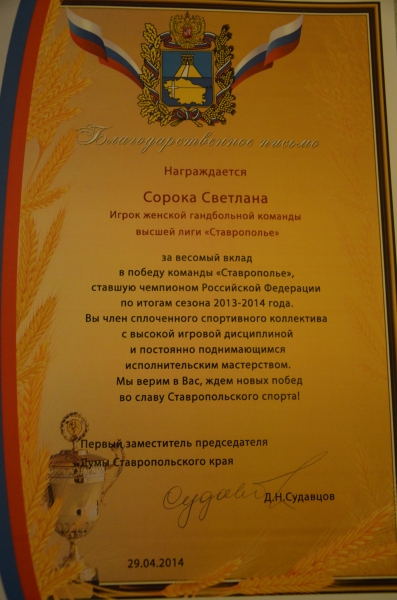 Благодарственное письмо
Награждается
Сорока Светлана
Игрок женской гандбольной команды
высшей лиги «Ставрополье»
за весомый вклад
в победу команды «Ставрополье»,
ставшую чемпионом Российской Федерации
по итогам сезона 2013-2014 года.
Вы член сплоченного спортивного коллектива
с высокой игровой дисциплиной
и постоянно поднимающимся
исполнительским мастерством.
Мы верим в Вас, ждем новых побед
во славу Ставропольского спорта!
Первый заместитель председателя
Думы Ставропольского края
Д.Н.Судавцов
29.04.2014